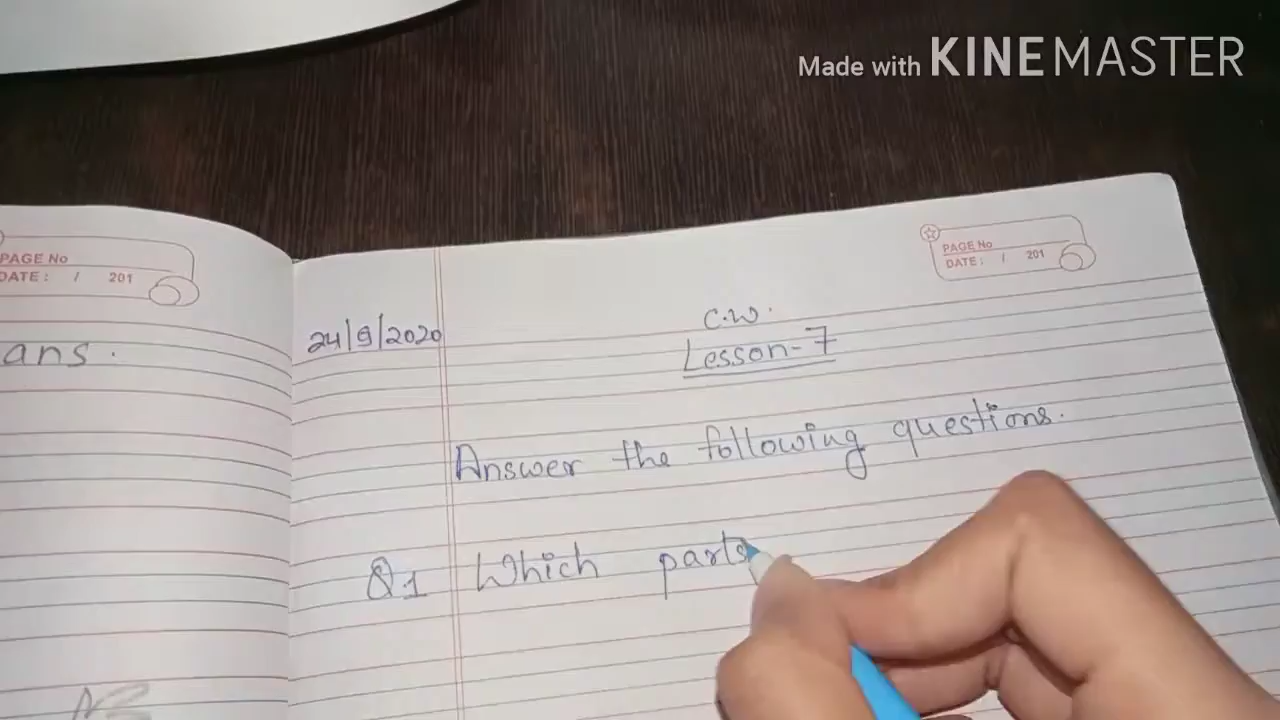 Made with KINEMASTER
PAGE No
DATE: / 201
ans.
PAGE No
DATE: / 201
24/9/2020
C.W.
Lesson-7
Answer the following questions.
Q1 Which parts